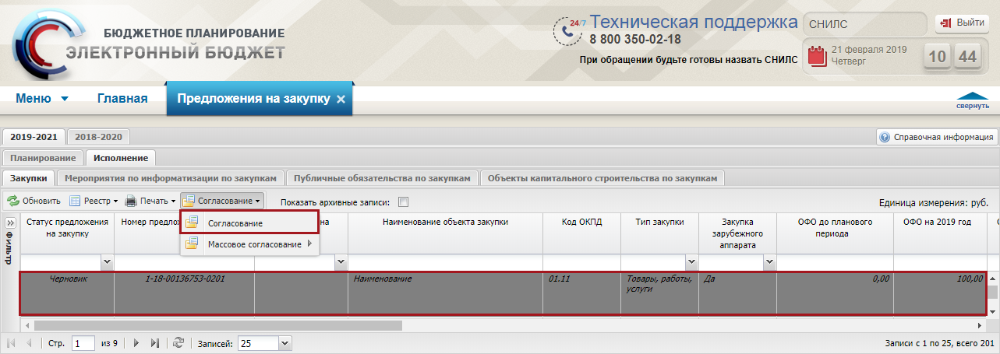 БЮДЖЕТНОЕ ПЛАНИРОВАНИЕ
ЭЛЕКТРОННЫЙ БЮДЖЕТ
24/7 Техническая поддержка
8 800 350-02-18
При обращении будьте готовы назвать СНИЛС
СНИЛС
Выйти
21 февраля 2019
Четверг
10 44
Меню Главная Предложения на закупку
свернуть
2019-2021 2018-2020
Справочная информация
Планирование Исполнение
Закупки Мероприятия по информатизации по закупкам Публичные обязательства по закупкам Объекты капитального строительства по закупкам
Обновить Реестр Печать Согласование Показать архивные записи:
Единица измерения: руб.
Согласование
Массовое согласование
Фильтр
Статус предложения на закупку
Номер предло
на
Наименование объекта закупки
Код ОКПД
Тип закупки
Закупка зарубежного аппарата
ОФО до планового периода
ОФО на 2019 год
Черновик 1-18-00136753-0201 Наименование 01.11 Товары, работы, Да 0,00 100,00
услуги
Стр. 1 из 9 Записей: 25
Записи с 1 по 25, всего 201